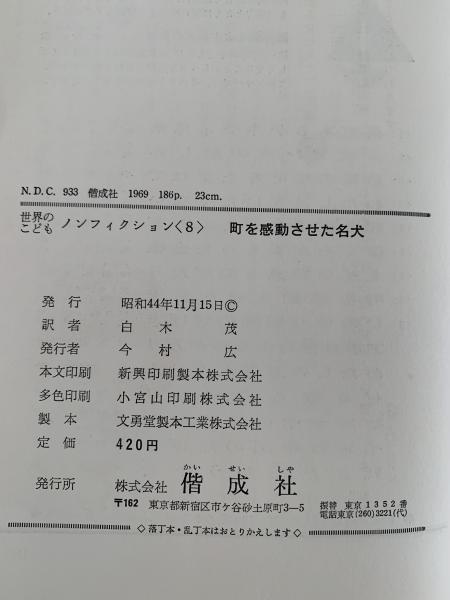 N.D.C. 933 偕成社 1969 186p. 23cm.
世界のこども ノンフィクション〈8〉 町を感動させた名犬
発行 昭和44年11月15日©
訳者 白木茂
発行者 今村広
本文印刷 新興印刷製本株式会社
多色印刷 小宮山印刷株式会社
製本 文勇堂製本工業株式会社
定価 420円
かいせいしゃ
発行所 株式会社 偕成社
〒162 東京都新宿区市ケ谷砂土原町3—5
振替 東京1352番
電話東京(260)3221(代)
◇落丁本・乱丁本はおとりかえします◇